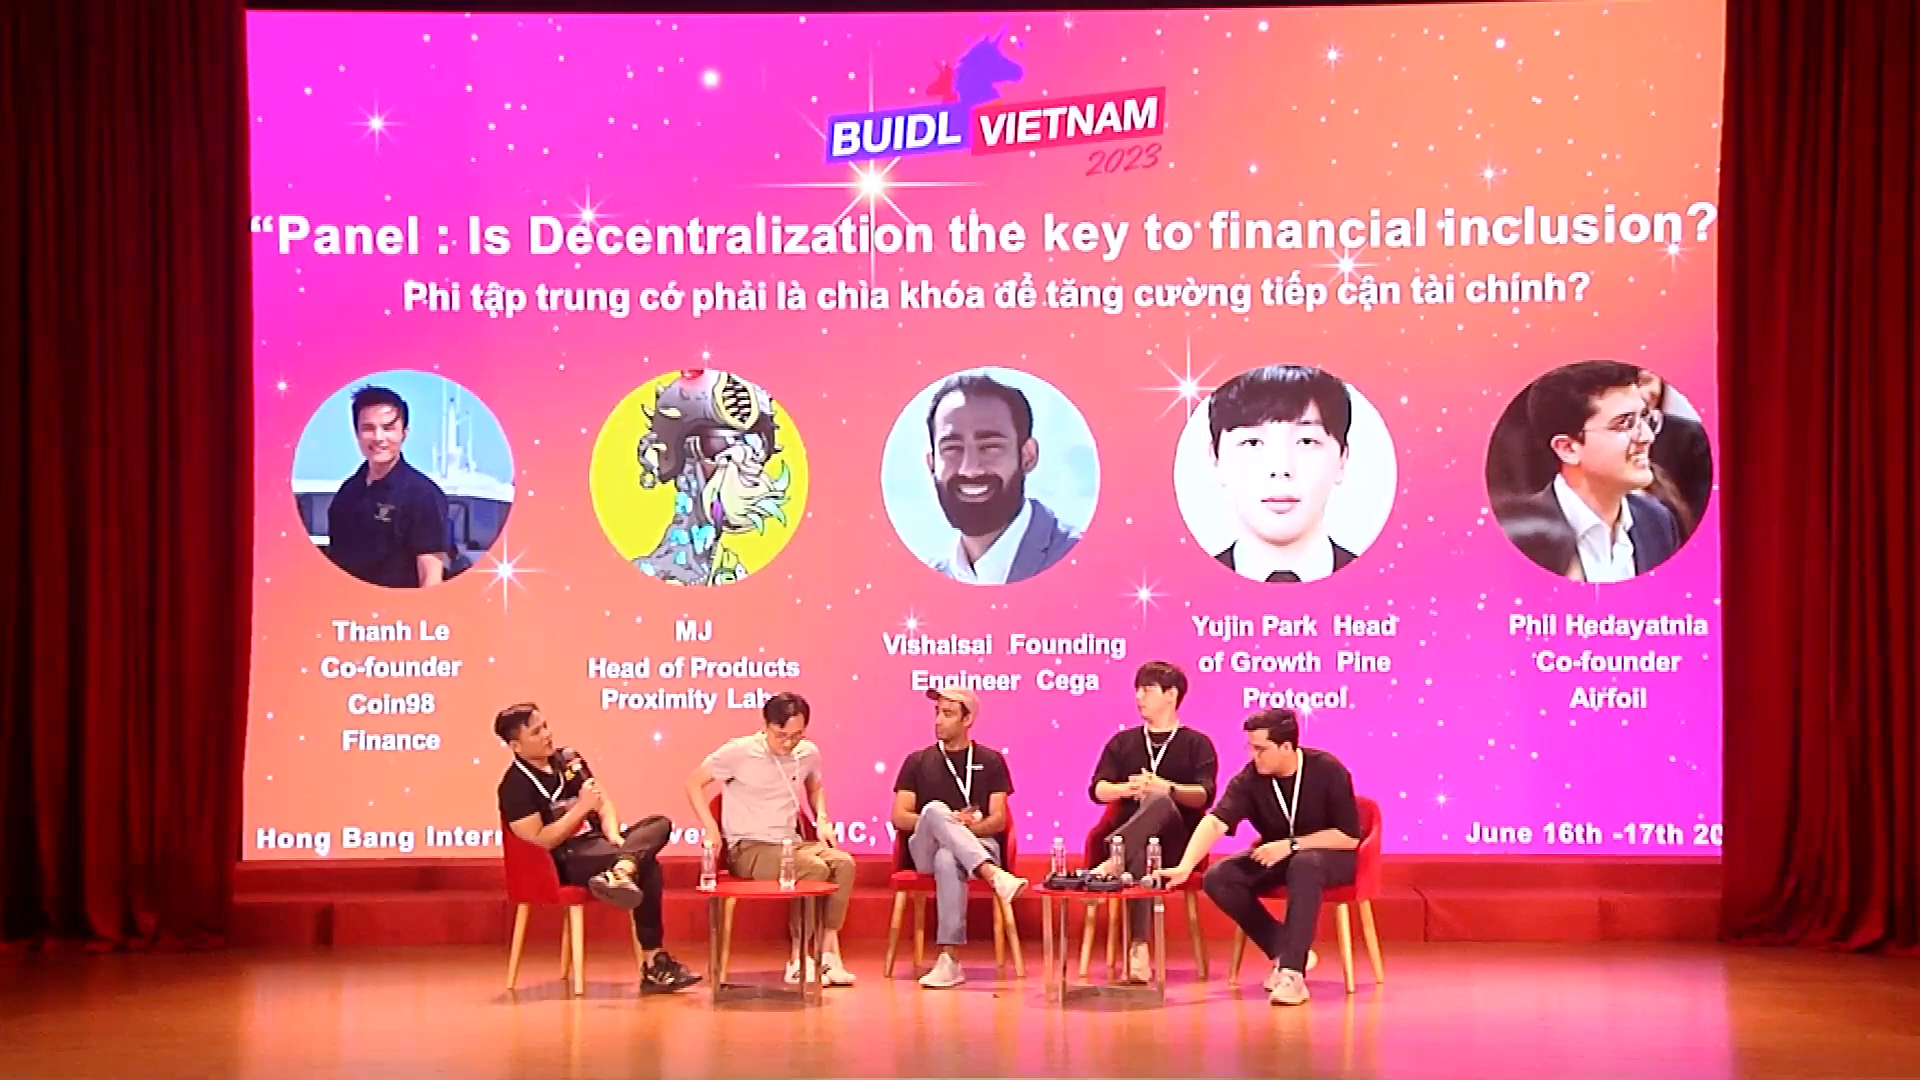 BUIDL VIETNAM
2023
“Panel : Is Decentralization the key to financial inclusion?
Phi tập trung có phải là chìa khóa để tăng cường tiếp cận tài chính?
Thanh Le
Co-founder
Coin98
Finance
MJ
Head of Products
Proximity
Vishalsai Founding
Engineer Cega
Yujin Park Head
of Growth Pine
Protocol
Phil Hedayatnia
Co-founder
Airfoil
Hong Bang
June 16th -17th